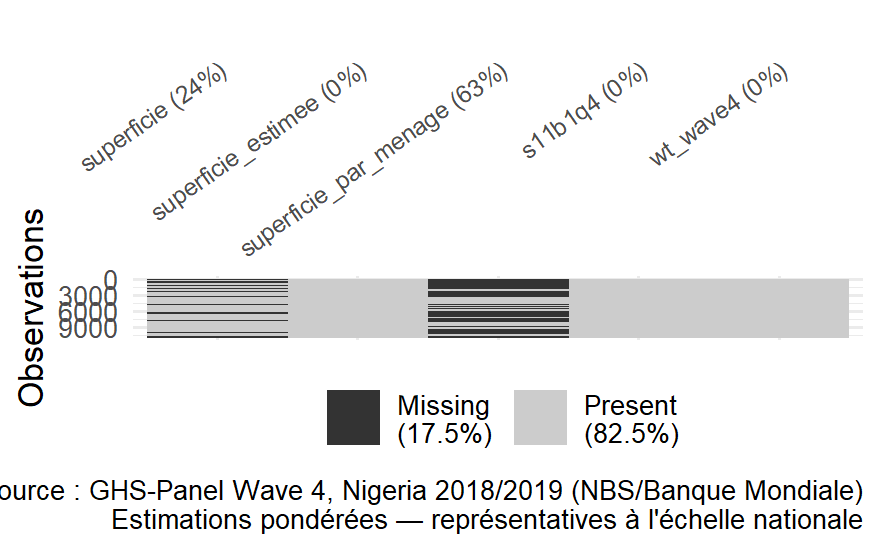 superficie (24%)
superficie_estimee (0%)
superficie_par_menage (63%)
s11b1q4 (0%)
wt_wave4 (0%)
Observations
0
3000
6000
9000
Missing
(17.5%)
Present
(82.5%)
ource : GHS-Panel Wave 4, Nigeria 2018/2019 (NBS/Banque Mondiale)
Estimations pondérées — représentatives à l'échelle nationale